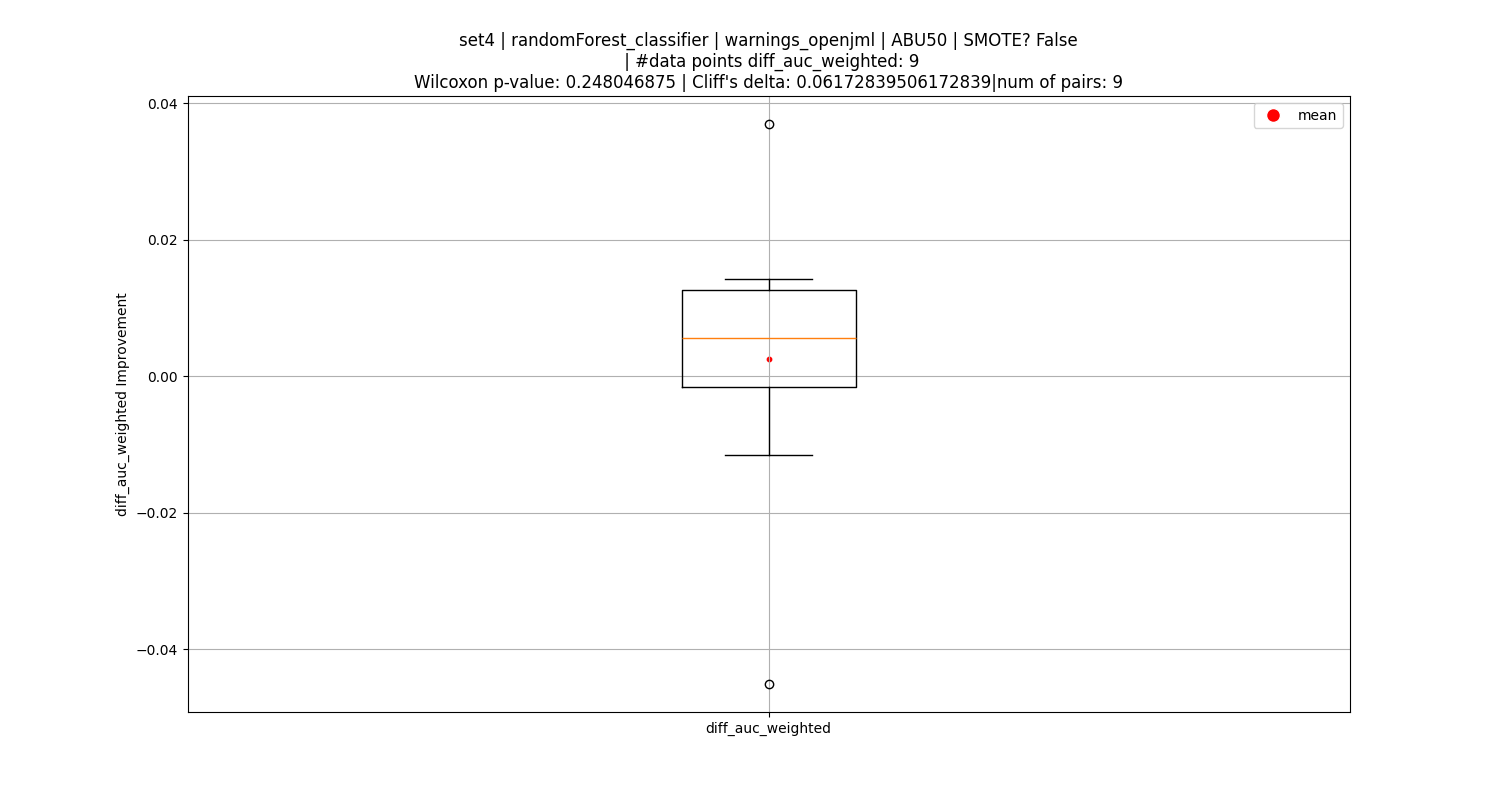 set4 | randomForest_classifier | warnings_openjml | ABU50 | SMOTE? False
| #data points diff_auc_weighted: 9
Wilcoxon p-value: 0.248046875 | Cliff's delta: 0.06172839506172839|num of pairs: 9
mean
0.04
0.02
0.00
−0.02
−0.04
diff_auc_weighted Improvement
diff_auc_weighted